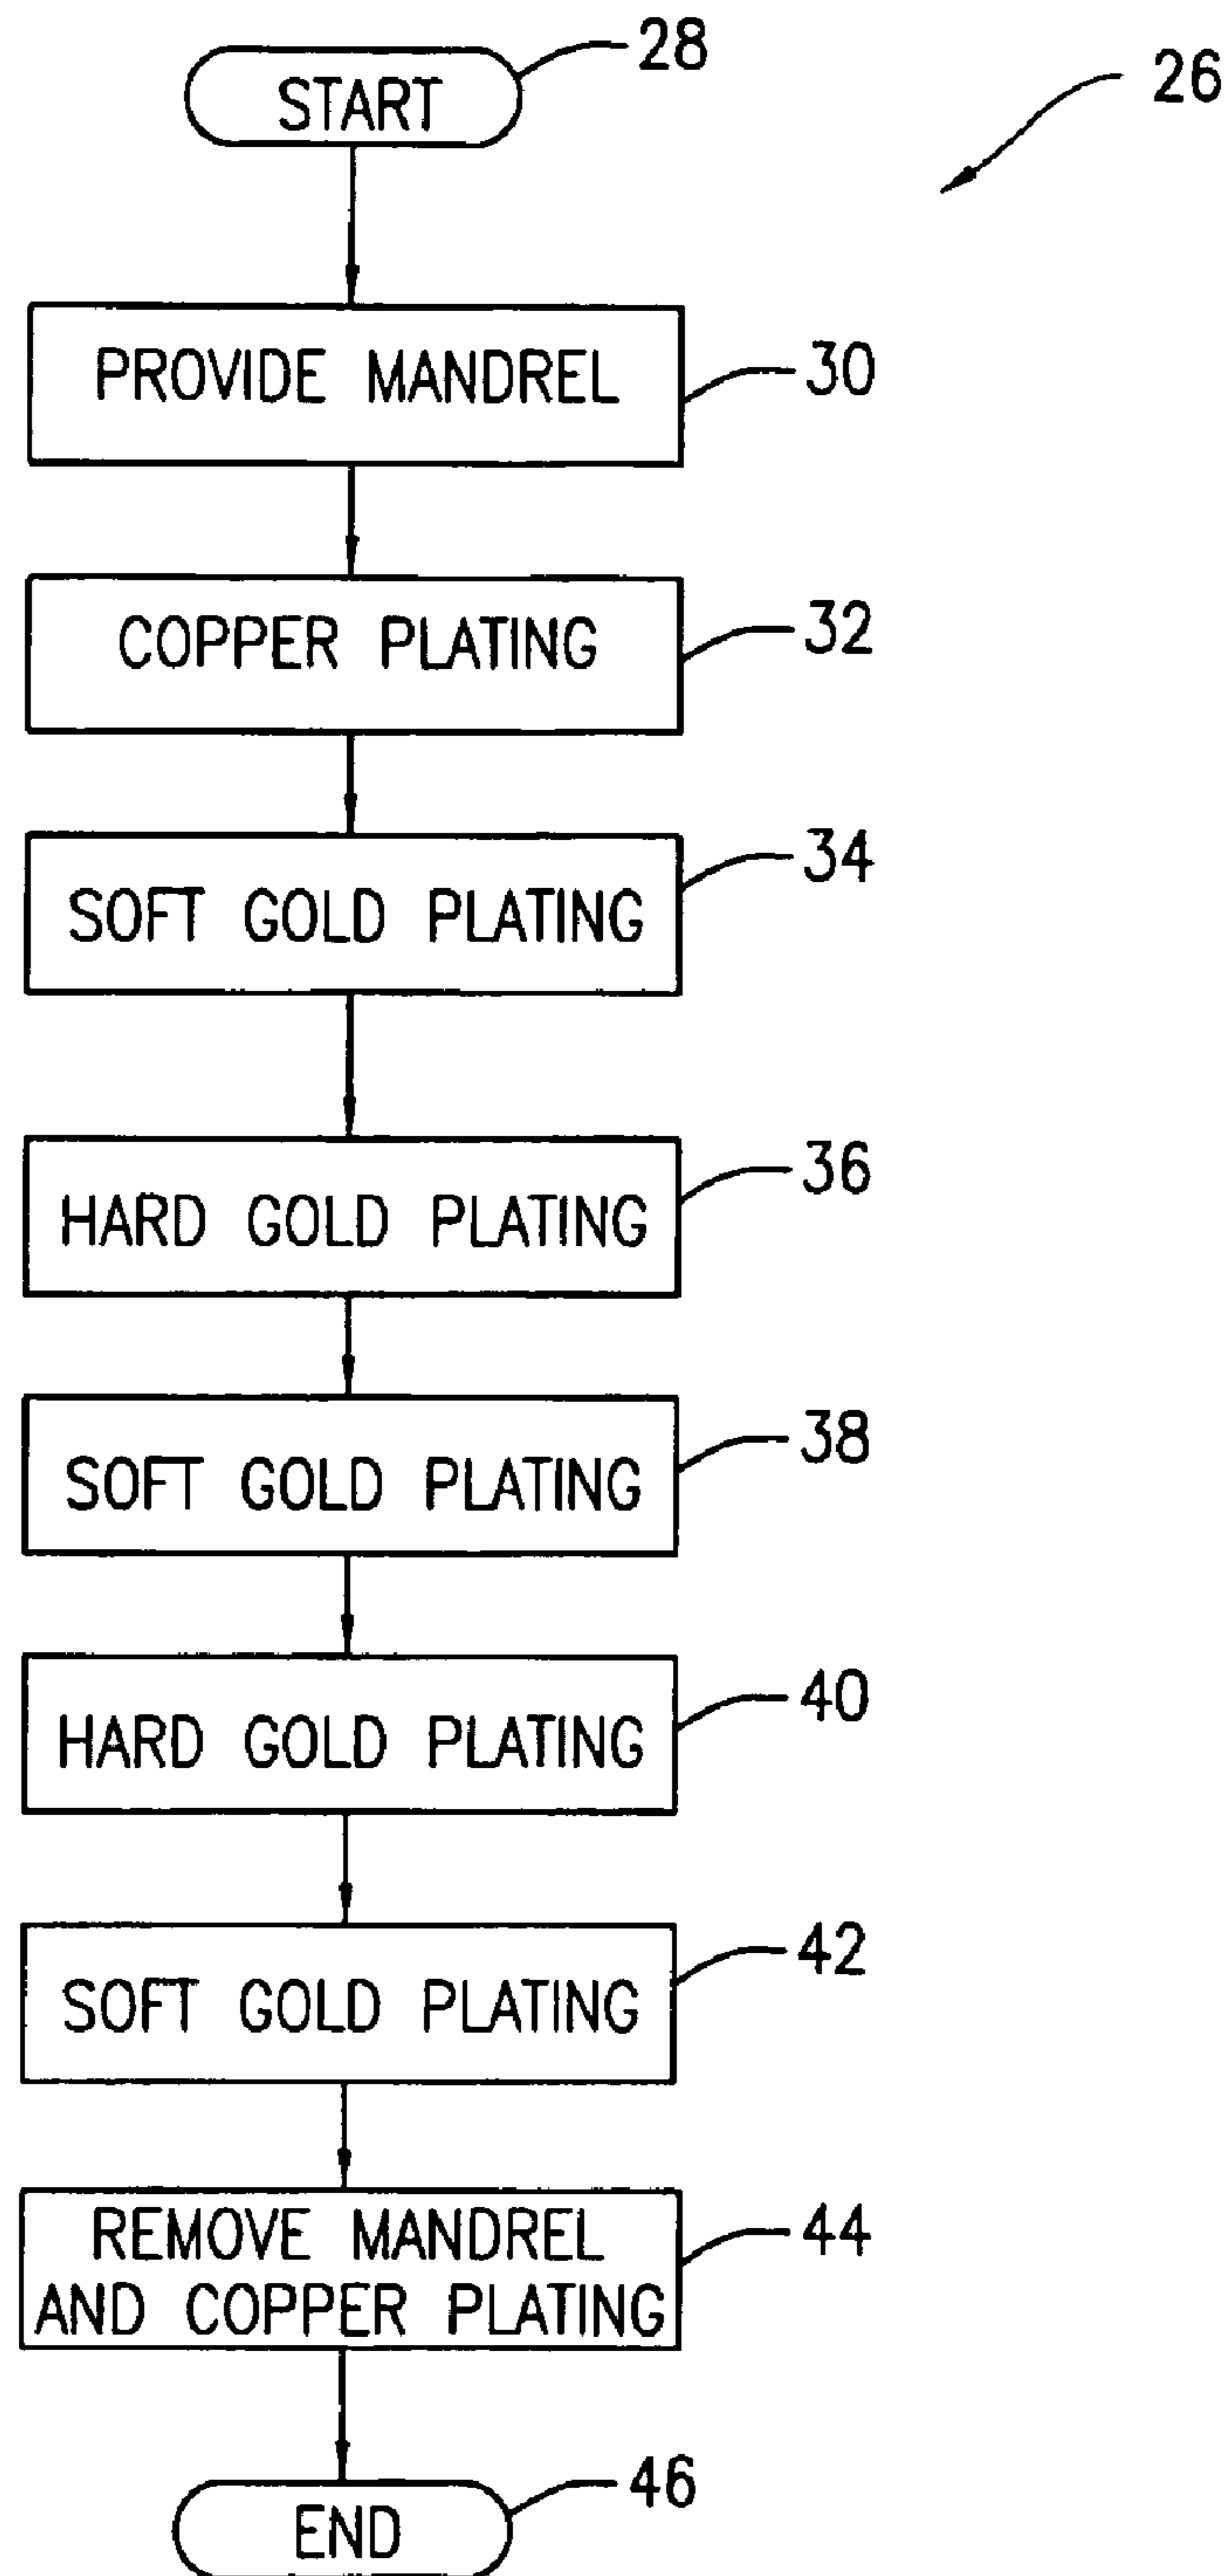 START
28
26
PROVIDE MANDREL
30
COPPER PLATING
32
SOFT GOLD PLATING
34
HARD GOLD PLATING
36
SOFT GOLD PLATING
38
HARD GOLD PLATING
40
SOFT GOLD PLATING
42
REMOVE MANDREL
AND COPPER PLATING
44
END
46